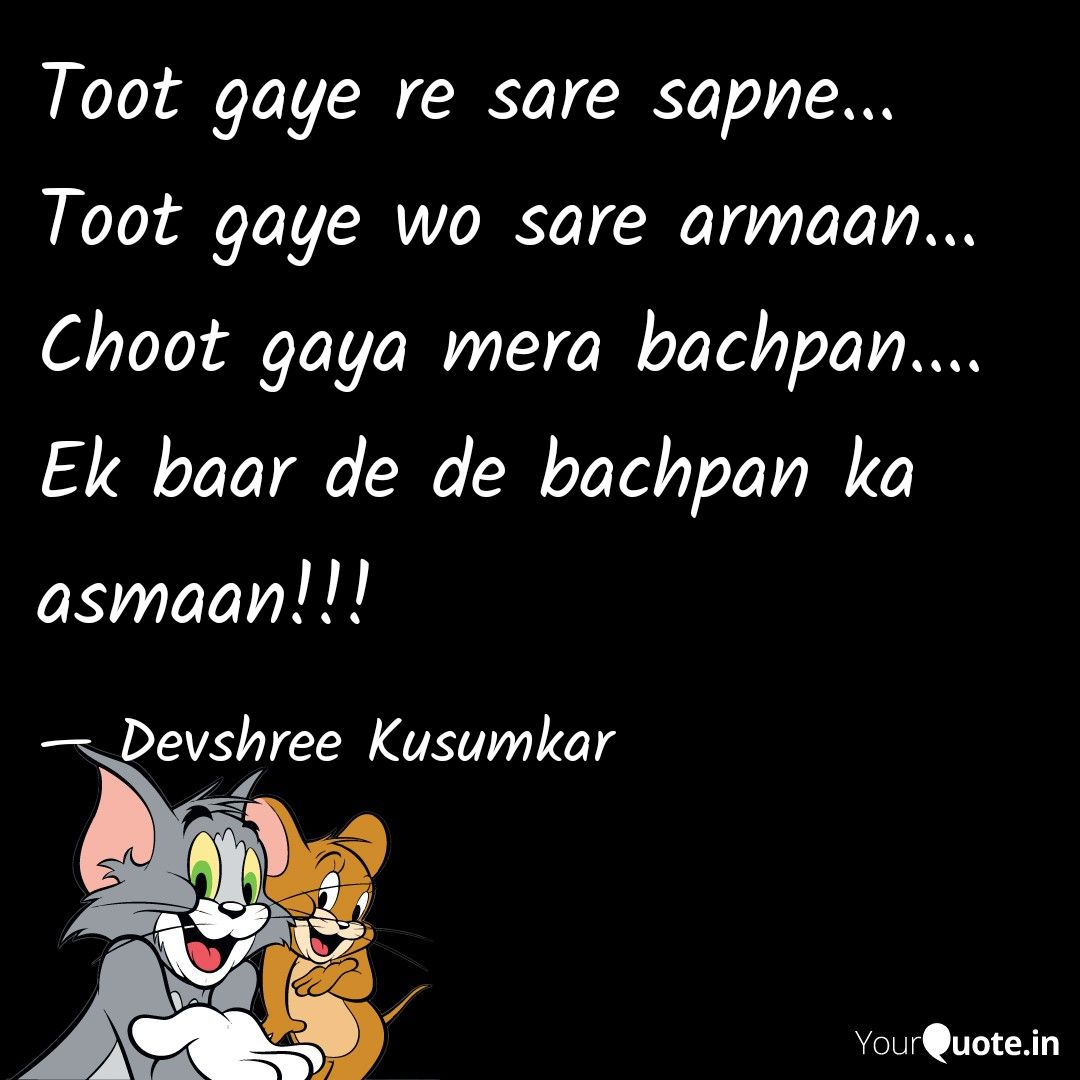 Toot gaye re sare sapne...
Toot gaye wo sare armaan...
Choot gaya mera bachpan....
Ek baar de de bachpan ka
asmaan!!!
— Devshree Kusumkar
YourQuote.in